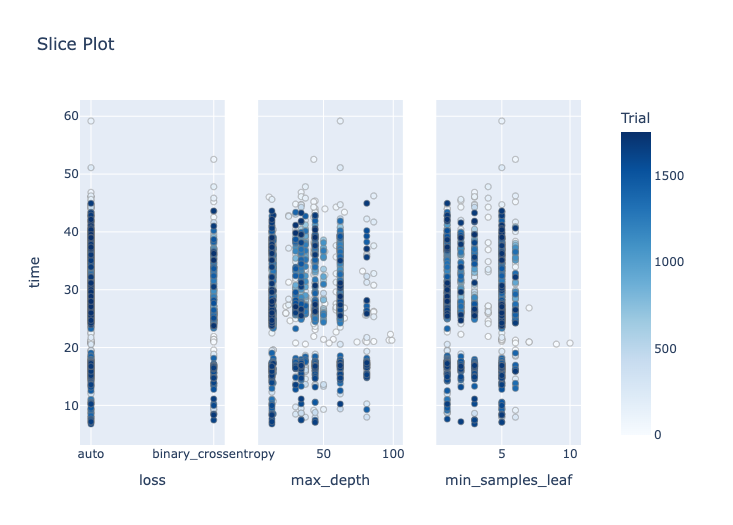 Slice Plot
Trial
60
50
40
30
20
10
time
auto
binary_crossentropy
50
100
5
10
loss
max_depth
min_samples_leaf
1500
1000
500
0